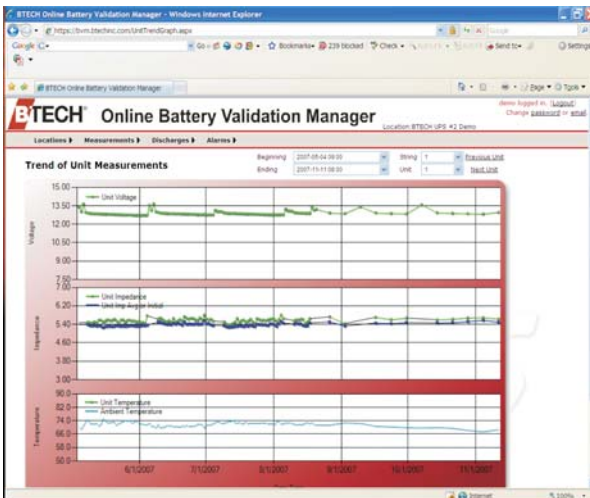 BTECH Online Battery Validation Manager - Windows Internet Explorer
https://bvm.btechinc.com/UnitTrendGraph.aspx
Google
Go
Bookmarks
239 blocked
Check
Send to
Settings
BTECH Online Battery Validation Manager
Page
Tools
BTECH Online Battery Validation Manager
demo logged in. (Logout)
Change password or email
Location: BTECH UPS #2 Demo
Locations Measurements Discharges Alarms
Trend of Unit Measurements
Beginning 2007-05-04 09:00 String 1 Previous Unit
Ending 2007-11-11 09:00 Unit 1 Next Unit
15.00
Unit Voltage
13.50
12.00
Voltage
10.50
9.00
7.50
7.00
Unit Impedance
Unit Imp Avg or Initial
6.20
5.40
Impedance
4.60
3.80
3.00
90.0
Unit Temperature
82.0
Ambient Temperature
74.0
Temperature
66.0
58.0
50.0
6/1/2007 7/1/2007 8/1/2007 9/1/2007 10/1/2007 11/1/2007
Internet
100%